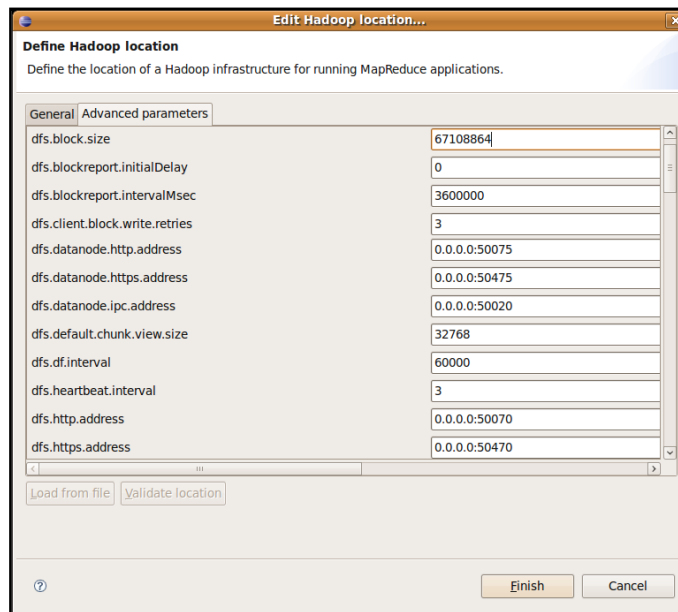 Edit Hadoop location...
Define Hadoop location
Define the location of a Hadoop infrastructure for running MapReduce applications.
General Advanced parameters
dfs.block.size 67108864
dfs.blockreport.initialDelay 0
dfs.blockreport.intervalMsec 3600000
dfs.client.block.write.retries 3
dfs.datanode.http.address 0.0.0.0:50075
dfs.datanode.https.address 0.0.0.0:50475
dfs.datanode.ipc.address 0.0.0.0:50020
dfs.default.chunk.view.size 32768
dfs.df.interval 60000
dfs.heartbeat.interval 3
dfs.http.address 0.0.0.0:50070
dfs.https.address 0.0.0.0:50470
Load from file Validate location
? Finish Cancel